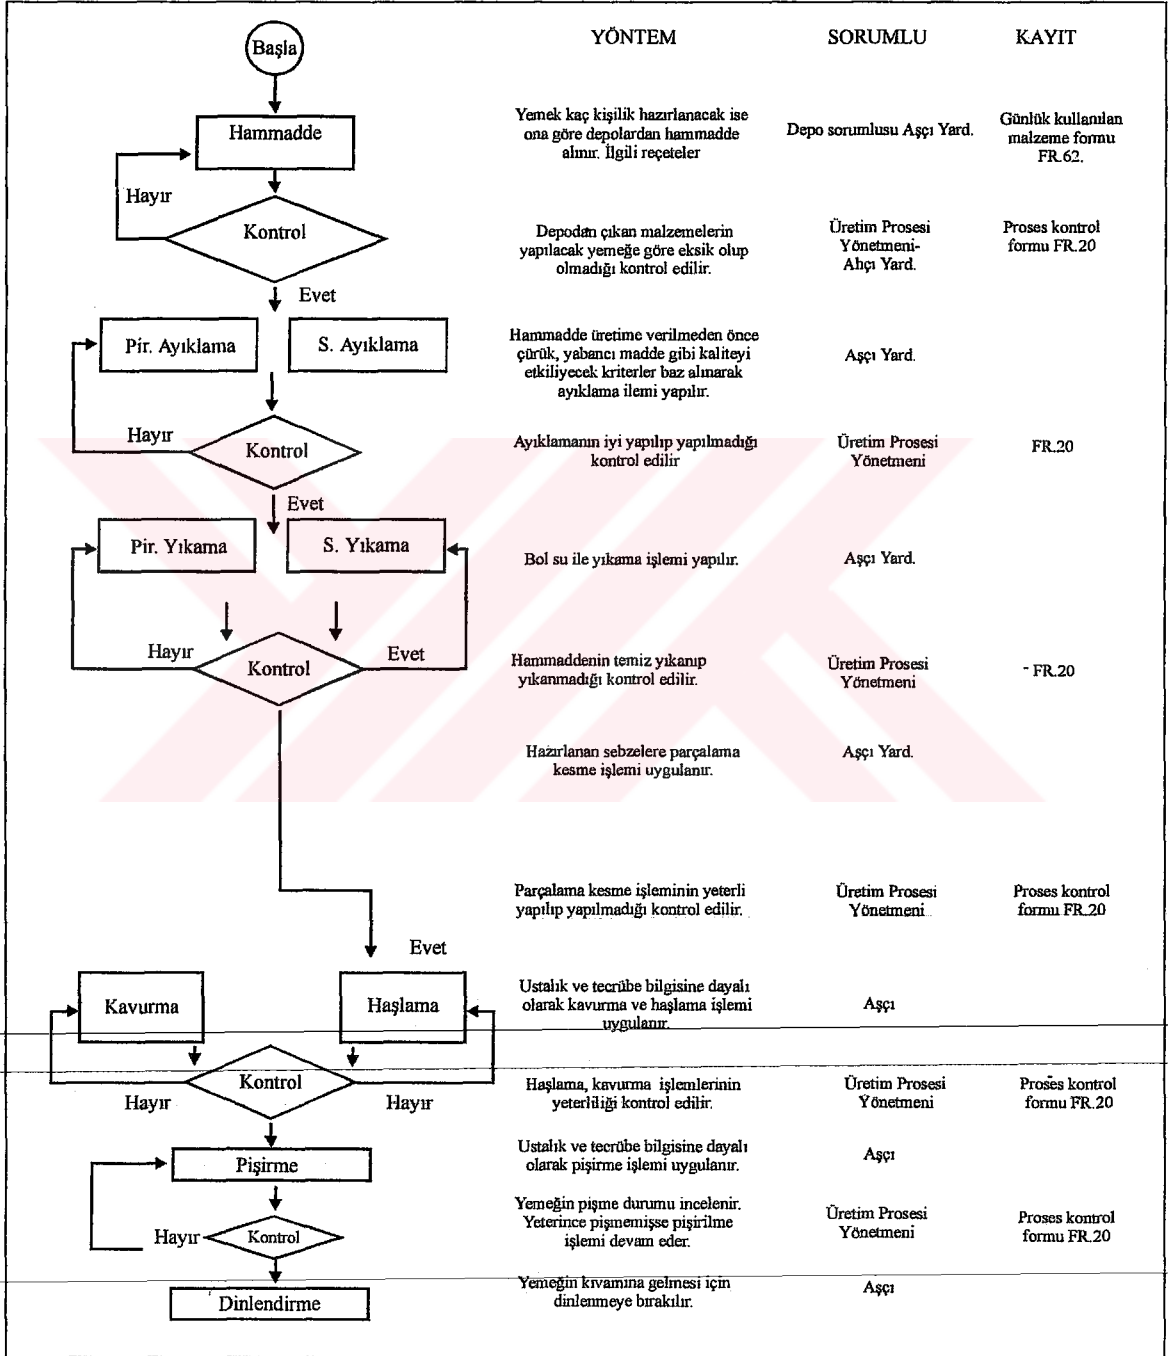 YÖNTEM SORUMLU KAYIT
Başla
Hammadde
Yemek kaç kişilik hazırlanacak ise
ona göre depolardan hammadde
alınır. İlgili reçeteler
Depo sorumlusu Aşçı Yard.
Günlük kullanılan
malzeme formu
FR.62.
Hayır
Kontrol
Depodan çıkan malzemelerin
yapılacak yemeğe göre eksik olup
olmadığı kontrol edilir.
Üretim Prosesi
Yönetmeni-
Ahçı Yard.
Proses kontrol
formu FR.20
Evet
Pir. Ayıklama
S. Ayıklama
Hammadde üretime verilmeden önce
çürük, yabancı madde gibi kaliteyi
etkiliyecek kriterler baz alınarak
ayıklama ilemi yapılır.
Aşçı Yard.
Hayır
Kontrol
Ayıklamanın iyi yapılıp yapılmadığı
kontrol edilir
Üretim Prosesi
Yönetmeni
FR.20
Evet
Pir. Yıkama
S. Yıkama
Bol su ile yıkama işlemi yapılır.
Aşçı Yard.
Hayır
Kontrol
Evet
Hammaddenin temiz yıkanıp
yıkanmadığı kontrol edilir.
Üretim Prosesi
Yönetmeni
- FR.20
Hazırlanan sebzelere parçalama
kesme işlemi uygulanır.
Aşçı Yard.
Parçalama kesme işleminin yeterli
yapılıp yapılmadığı kontrol edilir.
Üretim Prosesi
Yönetmeni
Proses kontrol
formu FR.20
Evet
Kavurma
Haşlama
Ustalık ve tecrübe bilgisine dayalı
olarak kavurma ve haşlama işlemi
uygulanır.
Aşçı
Kontrol
Hayır
Hayır
Haşlama, kavurma işlemlerinin
yeterliliği kontrol edilir.
Üretim Prosesi
Yönetmeni
Proses kontrol
formu FR.20
Pişirme
Ustalık ve tecrübe bilgisine dayalı
olarak pişirme işlemi uygulanır.
Aşçı
Hayır
Kontrol
Yemeğin pişme durumu incelenir.
Yeterince pişmemişse pişirilme
işlemi devam eder.
Üretim Prosesi
Yönetmeni
Proses kontrol
formu FR.20
Dinlendirme
Yemeğin kıvamına gelmesi için
dinlenmeye bırakılır.
Aşçı